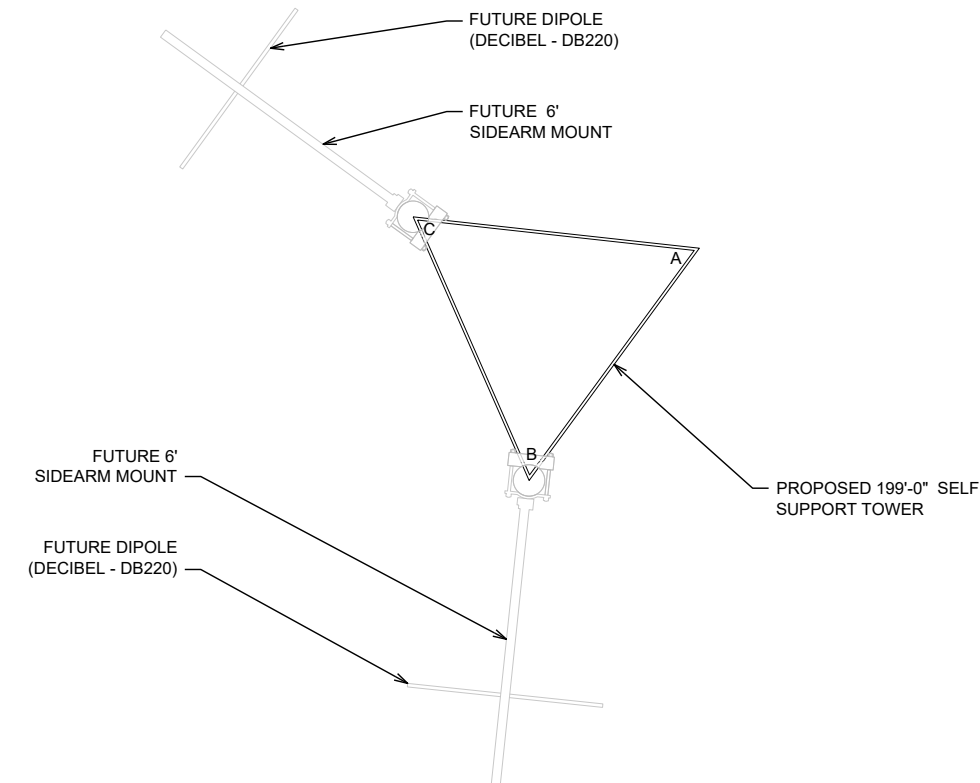 FUTURE DIPOLE
(DECIBEL - DB220)
FUTURE 6'
SIDEARM MOUNT
C
A
B
FUTURE 6'
SIDEARM MOUNT
PROPOSED 199'-0" SELF
SUPPORT TOWER
FUTURE DIPOLE
(DECIBEL - DB220)